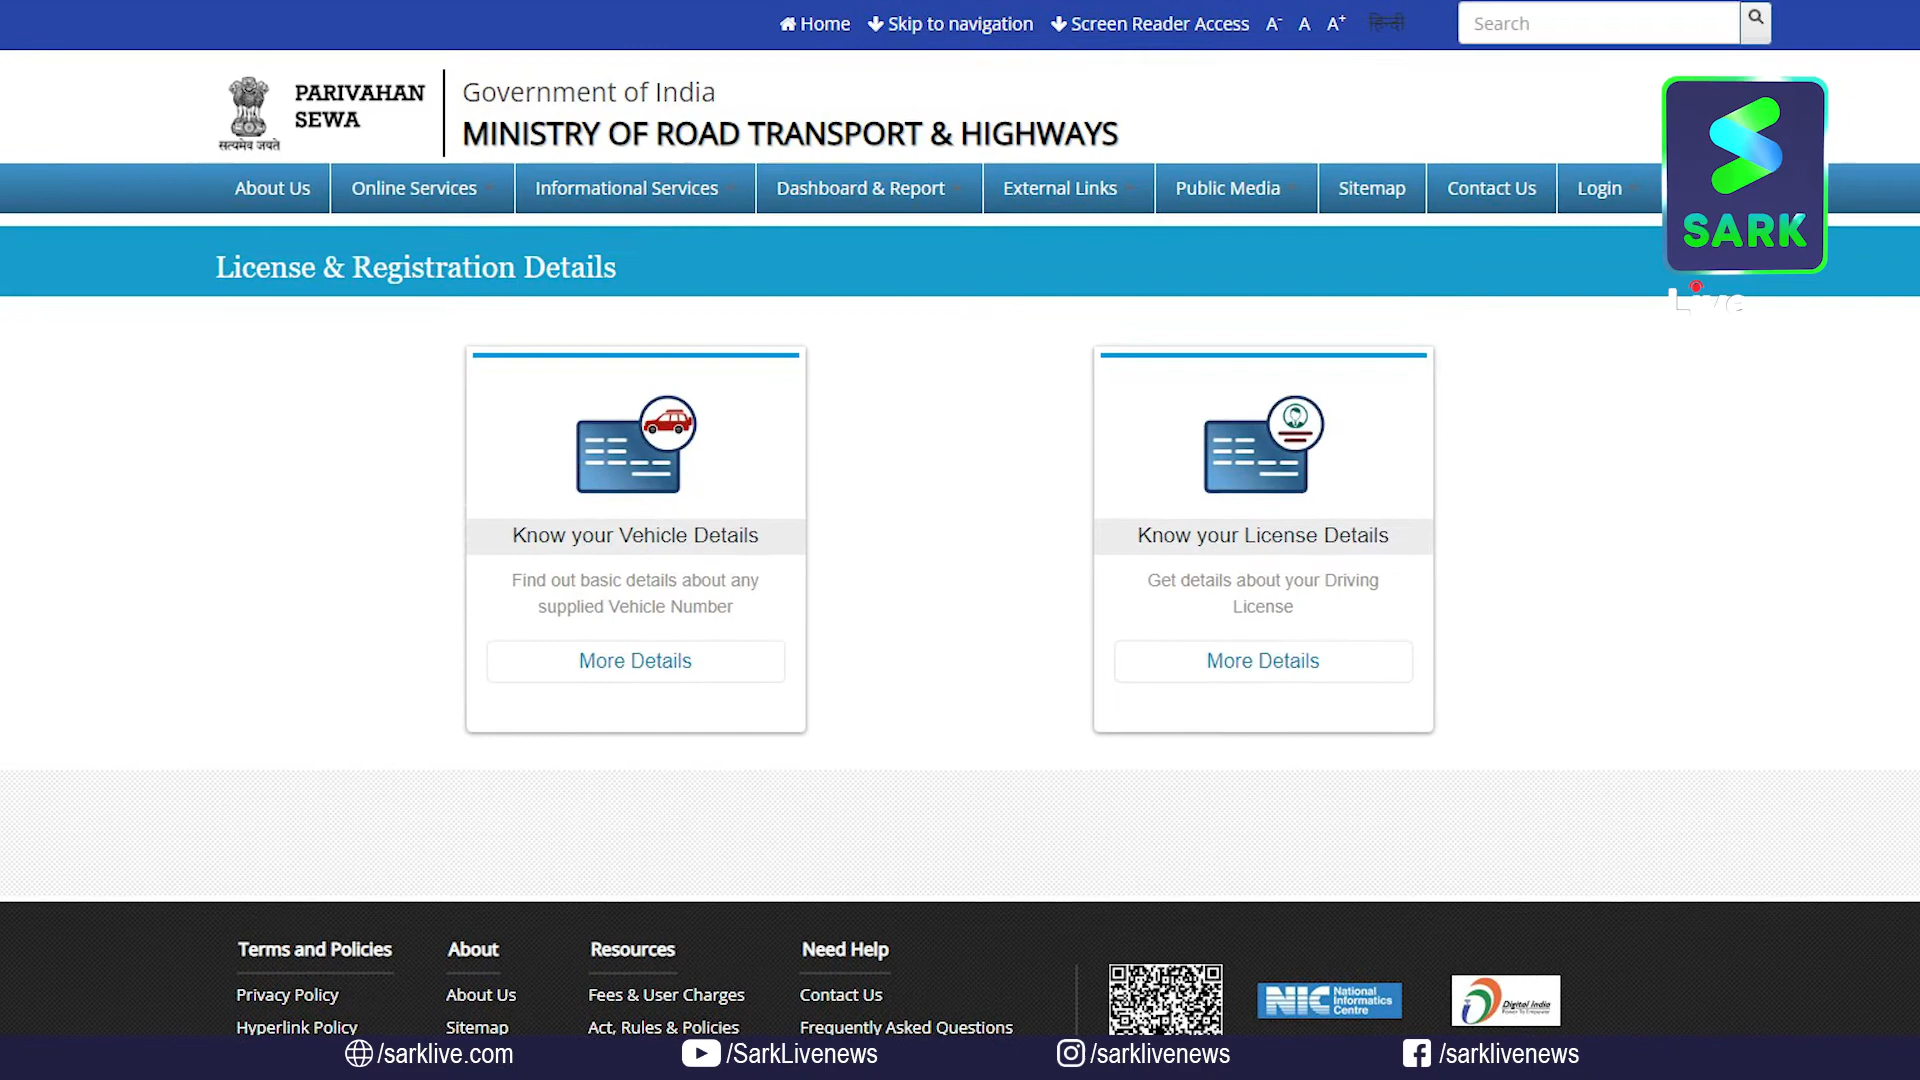 Home Skip to navigation Screen Reader Access A- A A+ हिन्दी Search
PARIVAHAN
SEWA
सत्यमेव जयते
Government of India
MINISTRY OF ROAD TRANSPORT & HIGHWAYS
About Us Online Services Informational Services Dashboard & Report External Links Public Media Sitemap Contact Us Login
SARK
Live
License & Registration Details
Know your Vehicle Details
Find out basic details about any
supplied Vehicle Number
More Details
Know your License Details
Get details about your Driving
License
More Details
Terms and Policies
Privacy Policy
Hyperlink Policy
About
About Us
Sitemap
Resources
Fees & User Charges
Act, Rules & Policies
Need Help
Contact Us
Frequently Asked Questions
NIC National
Informatics
Centre
Digital India
Power To Empower
/sarklive.com /SarkLivenews /sarklivenews /sarklivenews